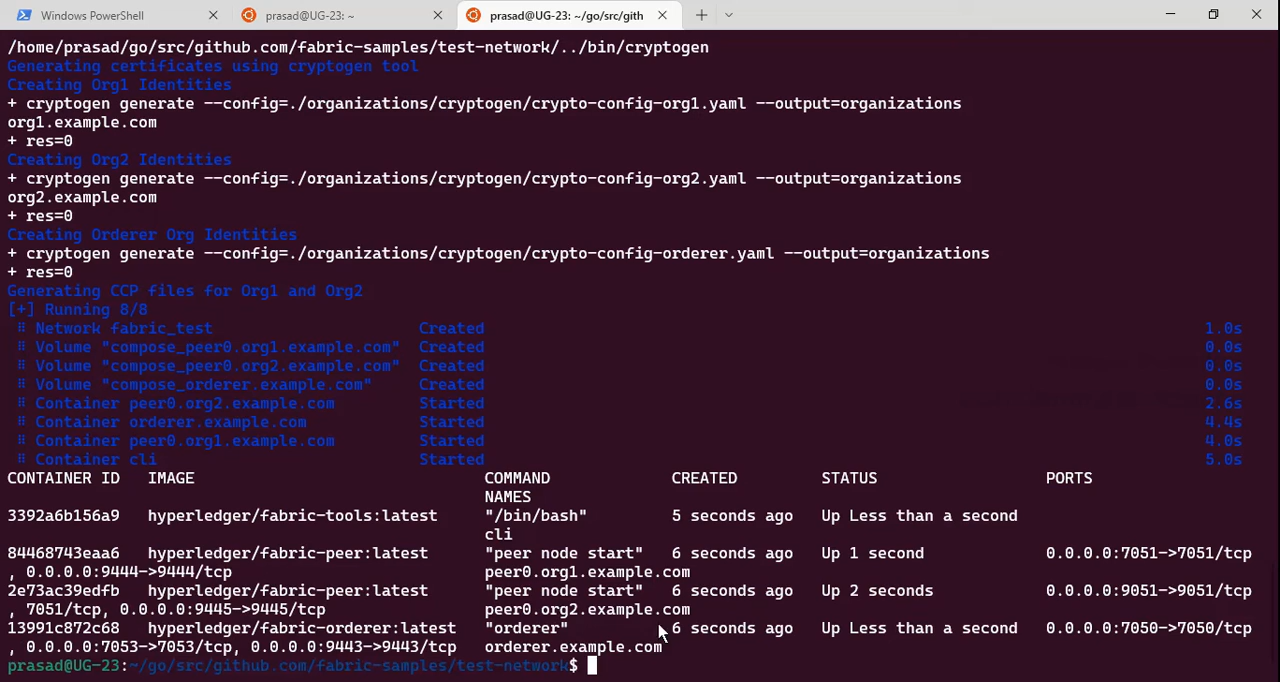 Windows PowerShell
prasad@UG-23: ~
prasad@UG-23: ~/go/src/gith
/home/prasad/go/src/github.com/fabric-samples/test-network/../bin/cryptogen
Generating certificates using cryptogen tool
Creating Org1 Identities
+ cryptogen generate --config=./organizations/cryptogen/crypto-config-org1.yaml --output=organizations
org1.example.com
+ res=0
Creating Org2 Identities
+ cryptogen generate --config=./organizations/cryptogen/crypto-config-org2.yaml --output=organizations
org2.example.com
+ res=0
Creating Orderer Org Identities
+ cryptogen generate --config=./organizations/cryptogen/crypto-config-orderer.yaml --output=organizations
+ res=0
Generating CCP files for Org1 and Org2
[+] Running 8/8
⠿ Network fabric_test Created 1.0s
⠿ Volume "compose_peer0.org1.example.com" Created 0.0s
⠿ Volume "compose_peer0.org2.example.com" Created 0.0s
⠿ Volume "compose_orderer.example.com" Created 0.0s
⠿ Container peer0.org2.example.com Started 2.6s
⠿ Container orderer.example.com Started 4.4s
⠿ Container peer0.org1.example.com Started 4.0s
⠿ Container cli Started 5.0s
CONTAINER ID IMAGE COMMAND CREATED STATUS PORTS
NAMES
3392a6b156a9 hyperledger/fabric-tools:latest "/bin/bash" 5 seconds ago Up Less than a second
cli
84468743eaa6 hyperledger/fabric-peer:latest "peer node start" 6 seconds ago Up 1 second 0.0.0.0:7051->7051/tcp
, 0.0.0.0:9444->9444/tcp peer0.org1.example.com
2e73ac39edfb hyperledger/fabric-peer:latest "peer node start" 6 seconds ago Up 2 seconds 0.0.0.0:9051->9051/tcp
, 7051/tcp, 0.0.0.0:9445->9445/tcp peer0.org2.example.com
13991c872c68 hyperledger/fabric-orderer:latest "orderer" 6 seconds ago Up Less than a second 0.0.0.0:7050->7050/tcp
, 0.0.0.0:7053->7053/tcp, 0.0.0.0:9443->9443/tcp orderer.example.com
prasad@UG-23:~/go/src/github.com/fabric-samples/test-network$